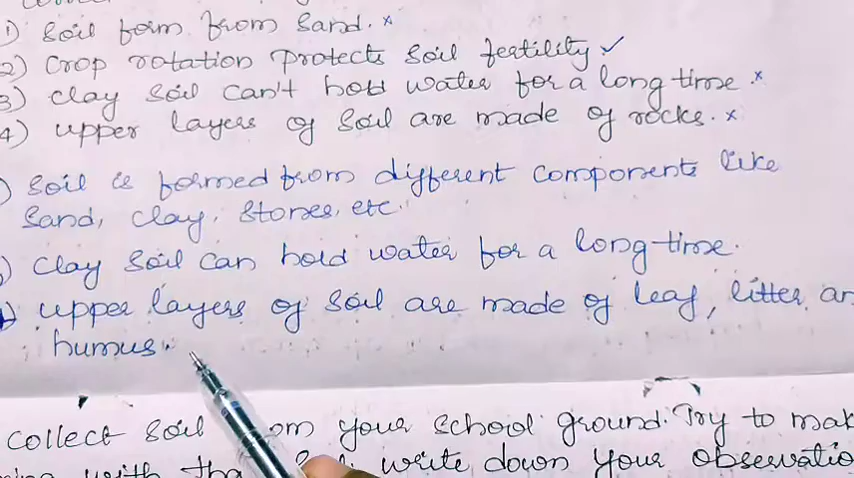 1) Soil form from Sand. ×
2) Crop rotation protects soil fertility ✓
3) clay soil can't hold water for a long time ×
4) upper layers of soil are made of rocks. ×
) Soil is formed from different components like
sand, clay, stones, etc.
) clay soil can hold water for a long time.
) upper layers of soil are made of leaf, litter an
humus.
collect soil om your school ground. Try to mak
with tha write down your observatio